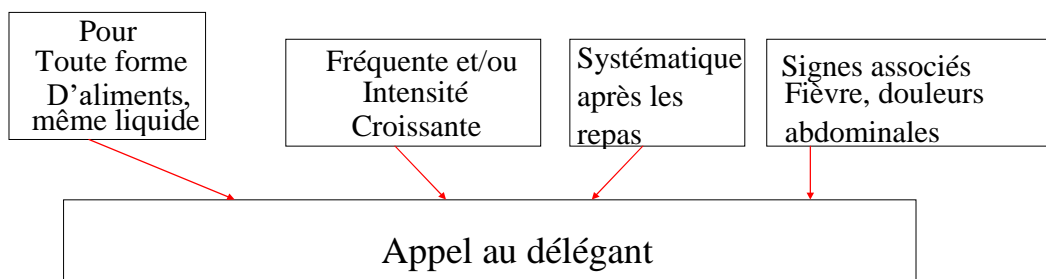 Pour
Toute forme
D’aliments,
même liquide
Fréquente et/ou
Intensité
Croissante
Systématique
après les
repas
Signes associés
Fièvre, douleurs
abdominales
Appel au délégant